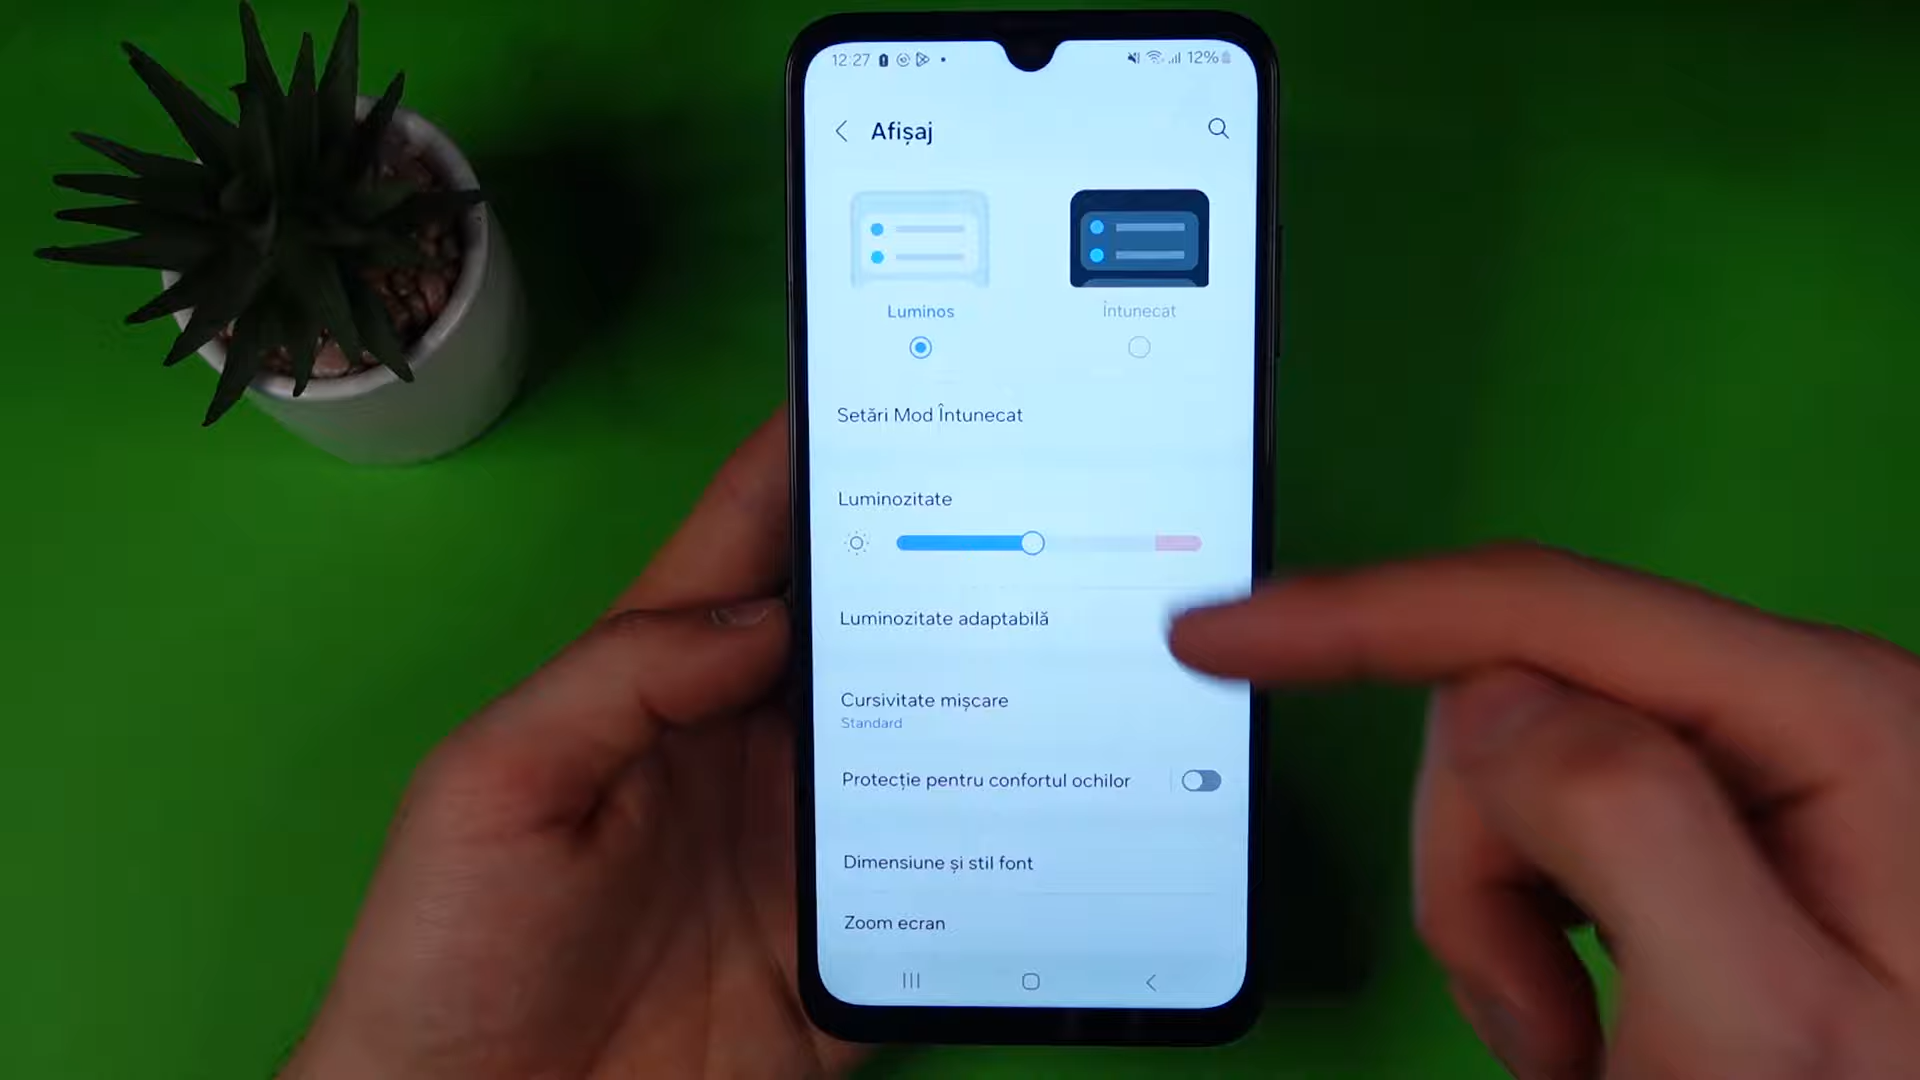 12:27 12%
Afișaj
Luminos Întunecat
Setări Mod Întunecat
Luminozitate
Luminozitate adaptabilă
Cursivitate mișcare
Standard
Protecție pentru confortul ochilor
Dimensiune și stil font
Zoom ecran